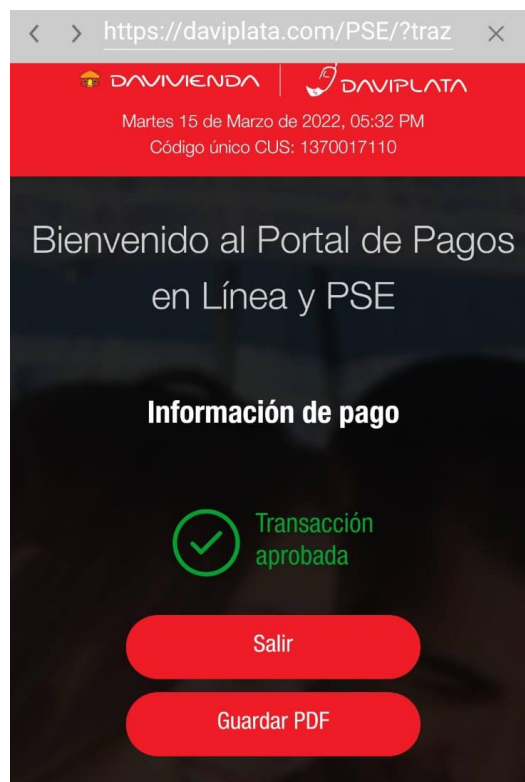 https://daviplata.com/PSE/?traz
DAVIVIENDA DAVIPLATA
Martes 15 de Marzo de 2022, 05:32 PM
Código único CUS: 1370017110
Bienvenido al Portal de Pagos
en Línea y PSE
Información de pago
Transacción
aprobada
Salir
Guardar PDF